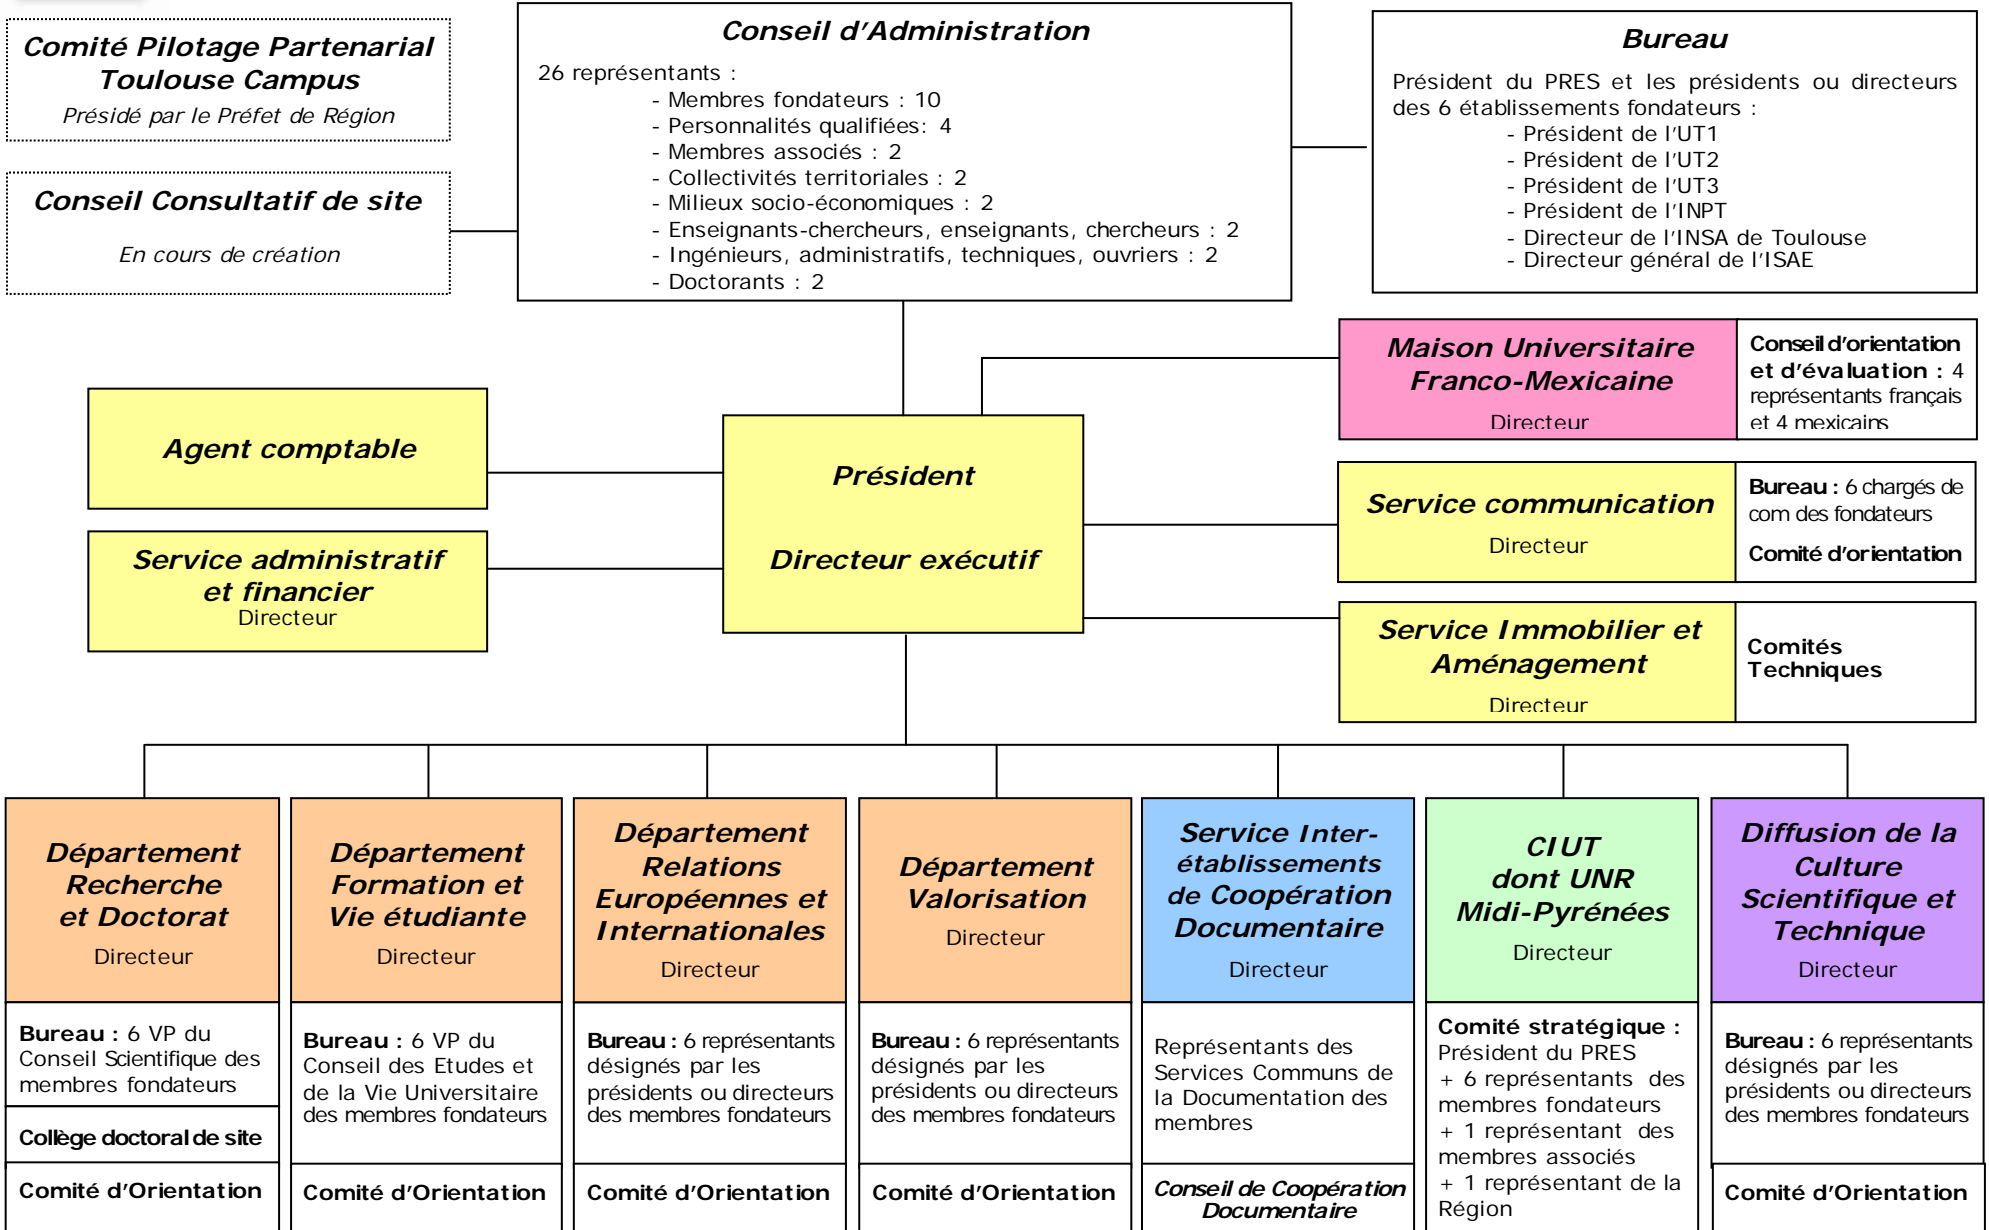 Comité Pilotage Partenarial
Toulouse Campus
Présidé par le Préfet de Région
Conseil Consultatif de site
En cours de création
Conseil d'Administration
26 représentants :
- Membres fondateurs : 10
- Personnalités qualifiées: 4
- Membres associés : 2
- Collectivités territoriales : 2
- Milieux socio-économiques : 2
- Enseignants-chercheurs, enseignants, chercheurs : 2
- Ingénieurs, administratifs, techniques, ouvriers : 2
- Doctorants : 2
Bureau
Président du PRES et les présidents ou directeurs
des 6 établissements fondateurs :
- Président de l'UT1
- Président de l'UT2
- Président de l'UT3
- Président de l'INPT
- Directeur de l'INSA de Toulouse
- Directeur général de l'ISAE
Maison Universitaire
Franco-Mexicaine
Directeur
Conseil d'orientation
et d'évaluation : 4
représentants français
et 4 mexicains
Agent comptable
Service administratif
et financier
Directeur
Président
Directeur exécutif
Service communication
Directeur
Bureau : 6 chargés de
com des fondateurs
Comité d'orientation
Service Immobilier et
Aménagement
Directeur
Comités
Techniques
Département
Recherche
et Doctorat
Directeur
Bureau : 6 VP du
Conseil Scientifique des
membres fondateurs
Collège doctoral de site
Comité d'Orientation
Département
Formation et
Vie étudiante
Directeur
Bureau : 6 VP du
Conseil des Etudes et
de la Vie Universitaire
des membres fondateurs
Comité d'Orientation
Département
Relations
Européennes et
Internationales
Directeur
Bureau : 6 représentants
désignés par les
présidents ou directeurs
des membres fondateurs
Comité d'Orientation
Département
Valorisation
Directeur
Bureau : 6 représentants
désignés par les
présidents ou directeurs
des membres fondateurs
Comité d'Orientation
Service Inter-
établissements
de Coopération
Documentaire
Directeur
Représentants des
Services Communs de
la Documentation des
membres
Conseil de Coopération
Documentaire
CIUT
dont UNR
Midi-Pyrénées
Directeur
Comité stratégique :
Président du PRES
+ 6 représentants des
membres fondateurs
+ 1 représentant des
membres associés
+ 1 représentant de la
Région
Diffusion de la
Culture
Scientifique et
Technique
Directeur
Bureau : 6 représentants
désignés par les
présidents ou directeurs
des membres fondateurs
Comité d'Orientation